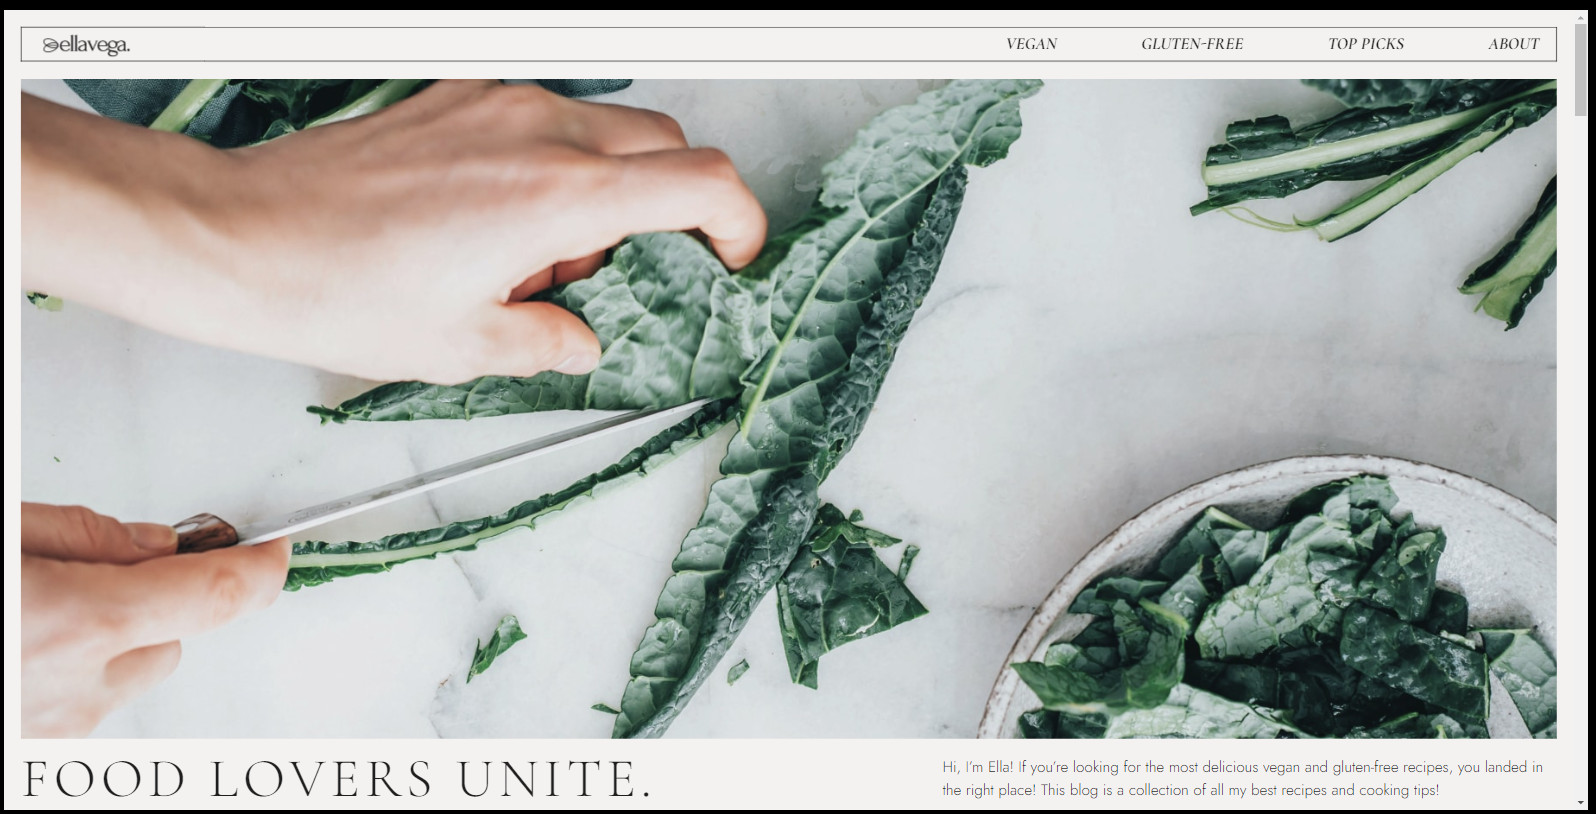 ellavega.
VEGAN GLUTEN-FREE TOP PICKS ABOUT
FOOD LOVERS UNITE.
Hi, I'm Ella! If you're looking for the most delicious vegan and gluten-free recipes, you landed in
the right place! This blog is a collection of all my best recipes and cooking tips!